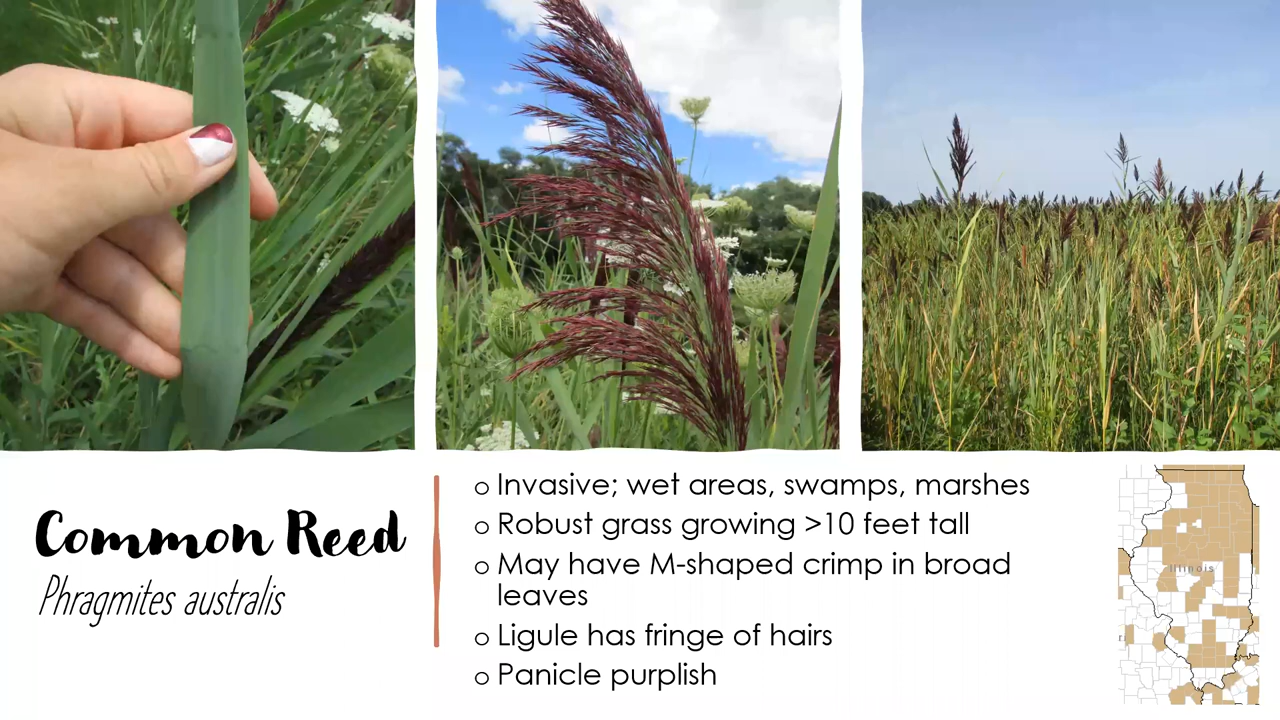 Common Reed
Phragmites australis
o Invasive; wet areas, swamps, marshes
o Robust grass growing >10 feet tall
o May have M-shaped crimp in broad
leaves
o Ligule has fringe of hairs
o Panicle purplish
Illinois